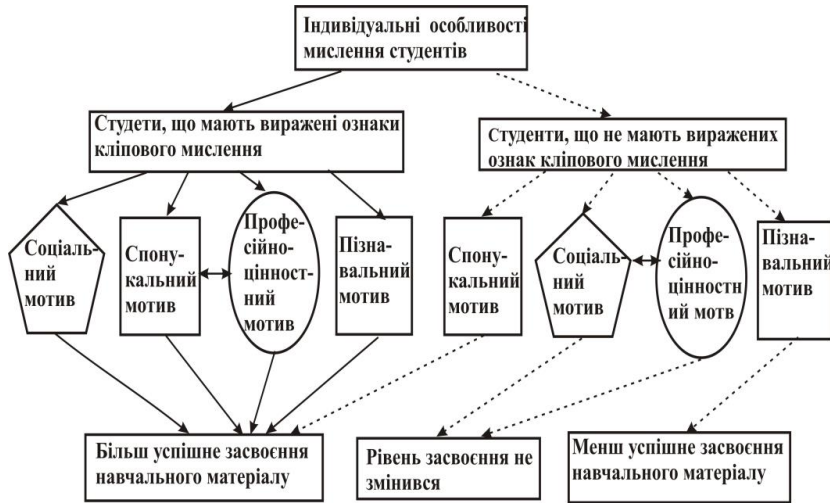 Індивідуальні особливості
мислення студентів
Студети, що мають виражені ознаки
кліпового мислення
Студенти, що не мають виражених
ознак кліпового мислення
Соціаль-
ний
мотив
Спону-
кальний
мотив
Профе-
сійно-
цінност-
ний
мотив
Пізна-
вальний
мотив
Спону-
кальний
мотив
Соціаль-
ний
мотив
Профе-
сійно-
цінностн
ий мотв
Пізна-
вальний
мотив
Більш успішне засвоєння
навчального матеріалу
Рівень засвоєння не
змінився
Менш успішне засвоєння
навчального матеріалу